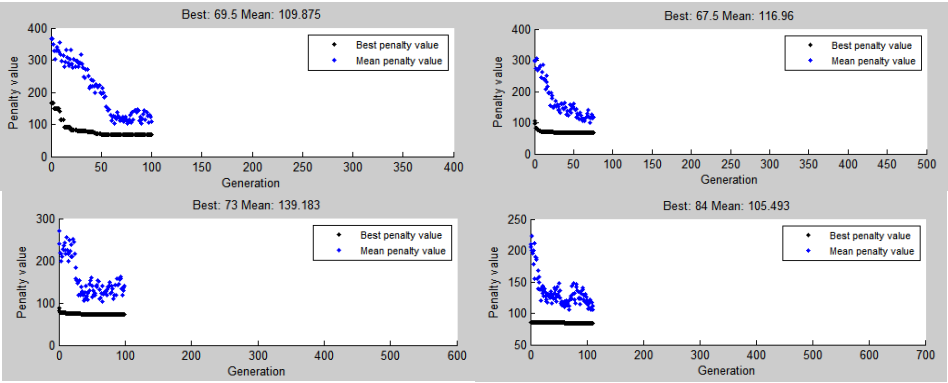 Best: 69.5 Mean: 109.875
400
300
200
100
0
Penalty value
Best penalty value
Mean penalty value
0 50 100 150 200 250 300 350 400
Generation
Best: 67.5 Mean: 116.96
400
300
200
100
0
Penalty value
Best penalty value
Mean penalty value
0 50 100 150 200 250 300 350 400 450 500
Generation
Best: 73 Mean: 139.183
300
200
100
0
Penalty value
Best penalty value
Mean penalty value
0 100 200 300 400 500 600
Generation
Best: 84 Mean: 105.493
250
200
150
100
50
Penalty value
Best penalty value
Mean penalty value
0 100 200 300 400 500 600 700
Generation